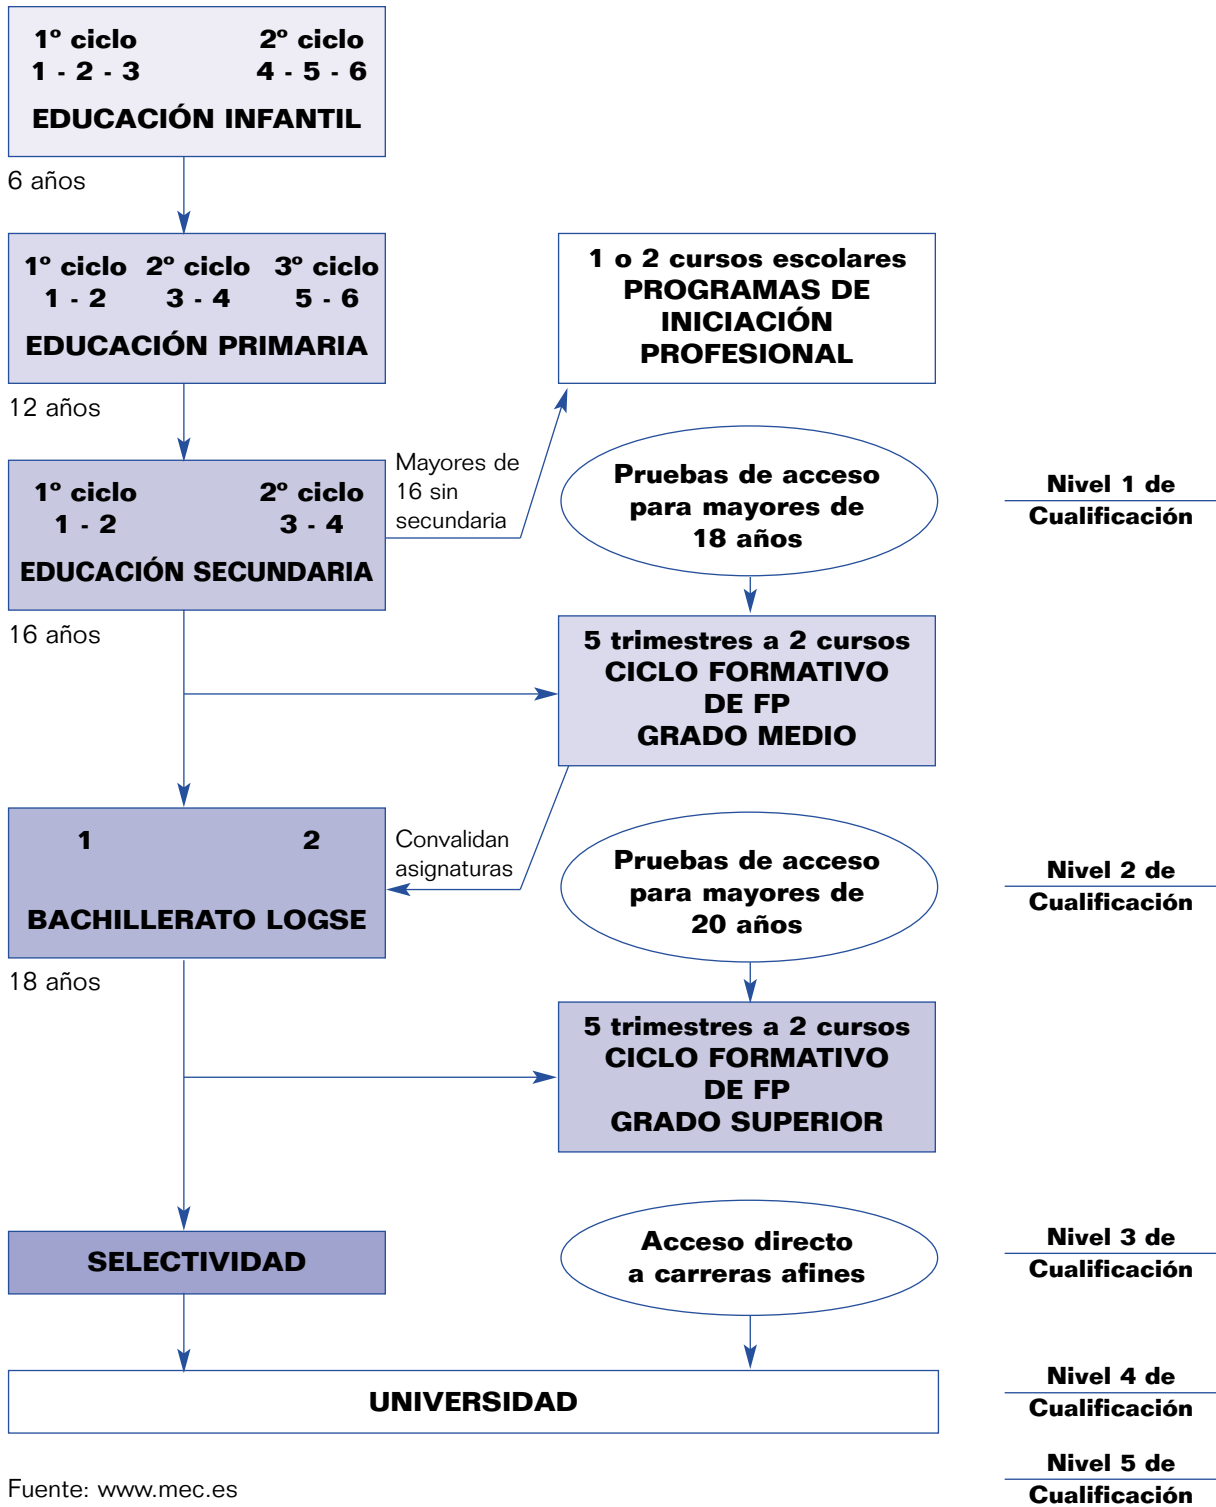 1º ciclo 2º ciclo
1 - 2 - 3 4 - 5 - 6
EDUCACIÓN INFANTIL
6 años
1º ciclo 2º ciclo 3º ciclo
1 - 2 3 - 4 5 - 6
EDUCACIÓN PRIMARIA
1 o 2 cursos escolares
PROGRAMAS DE
INICIACIÓN
PROFESIONAL
12 años
1º ciclo 2º ciclo
1 - 2 3 - 4
EDUCACIÓN SECUNDARIA
Mayores de
16 sin
secundaria
Pruebas de acceso
para mayores de
18 años
Nivel 1 de
Cualificación
16 años
5 trimestres a 2 cursos
CICLO FORMATIVO
DE FP
GRADO MEDIO
1 2
BACHILLERATO LOGSE
Convalidan
asignaturas
Pruebas de acceso
para mayores de
20 años
Nivel 2 de
Cualificación
18 años
5 trimestres a 2 cursos
CICLO FORMATIVO
DE FP
GRADO SUPERIOR
SELECTIVIDAD
Acceso directo
a carreras afines
Nivel 3 de
Cualificación
UNIVERSIDAD
Nivel 4 de
Cualificación
Fuente: www.mec.es
Nivel 5 de
Cualificación